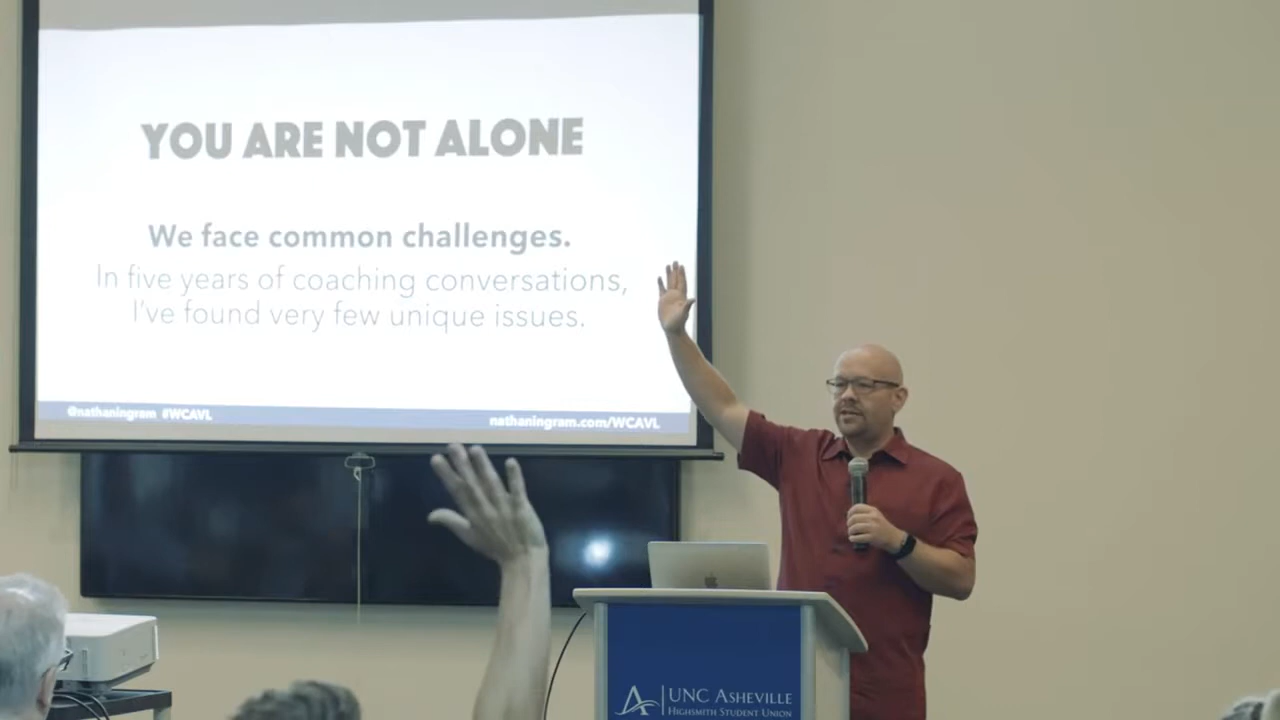 YOU ARE NOT ALONE
We face common challenges.
In five years of coaching conversations,
I've found very few unique issues.
@nathaningram #WCAVL
nathaningram.com/WCAVL
A
UNC ASHEVILLE
HIGHSMITH STUDENT UNION